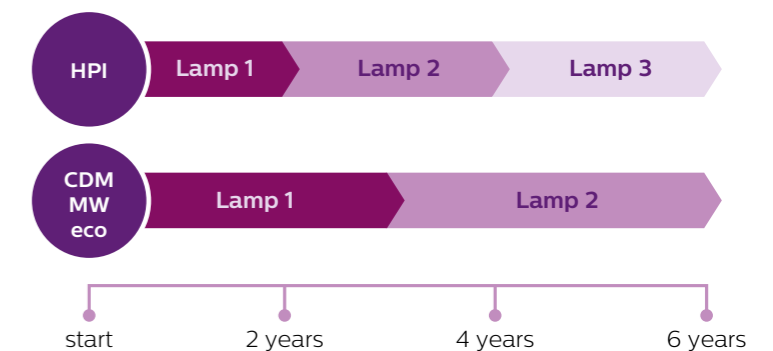 HPI
Lamp 1
Lamp 2
Lamp 3
CDM
MW
eco
Lamp 1
Lamp 2
start
2 years
4 years
6 years